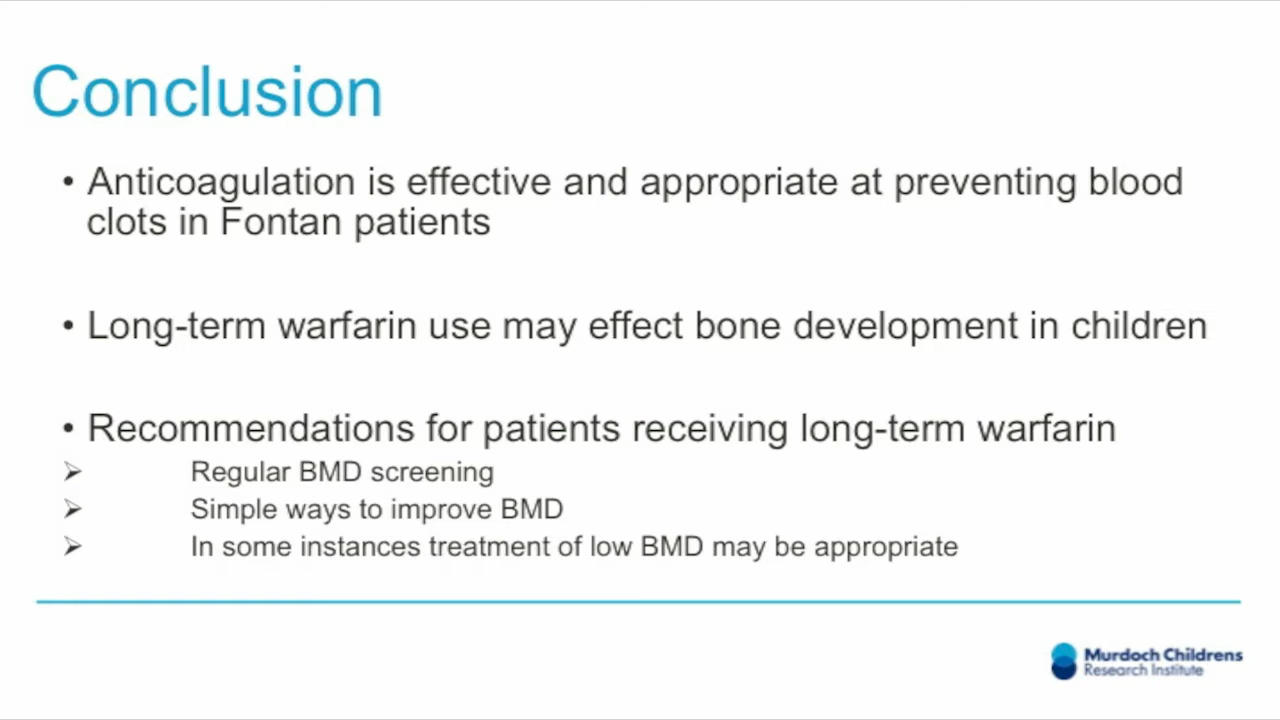 Conclusion
• Anticoagulation is effective and appropriate at preventing blood
clots in Fontan patients
• Long-term warfarin use may effect bone development in children
• Recommendations for patients receiving long-term warfarin
➢ Regular BMD screening
➢ Simple ways to improve BMD
➢ In some instances treatment of low BMD may be appropriate
Murdoch Childrens
Research Institute